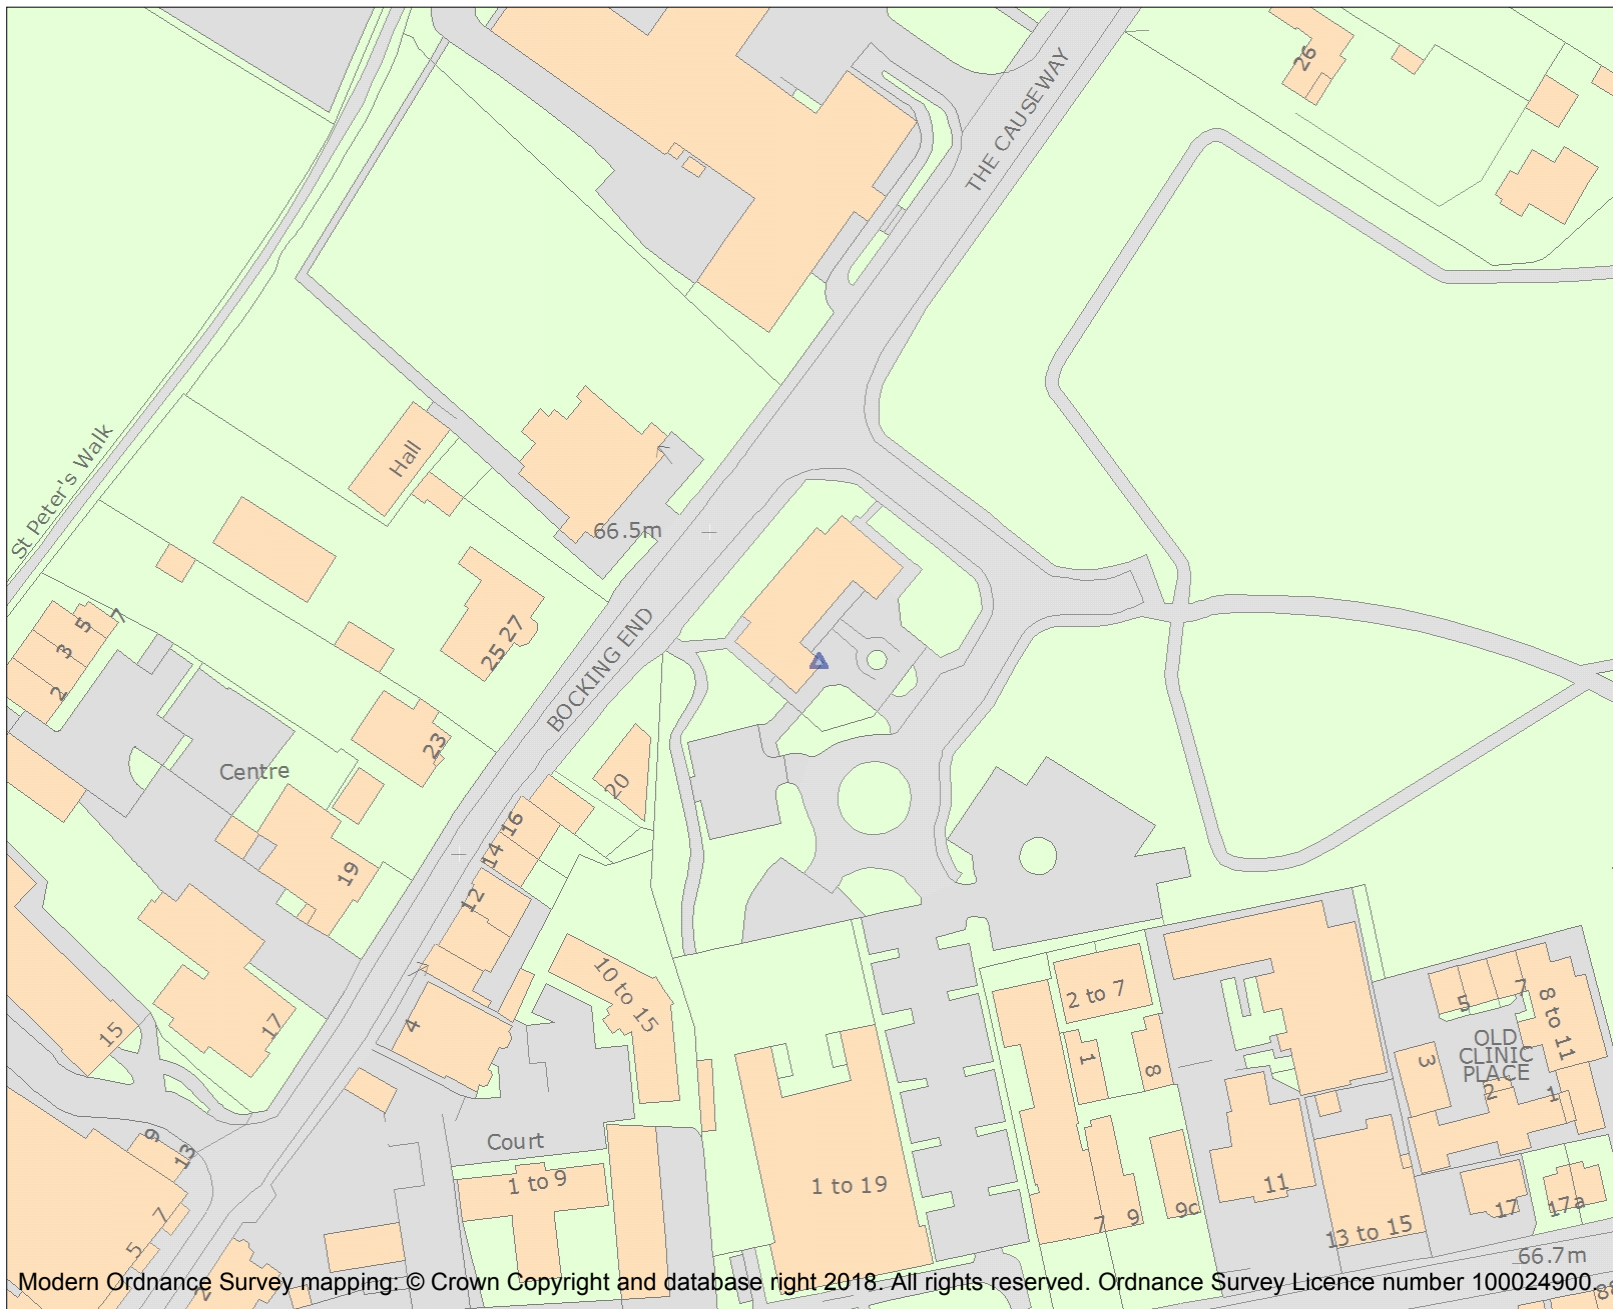 26
THE CAUSEWAY
St Peter's Walk
Hall
66.5m
25 27
BOCKING END
7
5
3
2
23
Centre
20
16
14
19
12
10 to 15
4
15
17
2 to 7
1
8
5
7
8 to 11
OLD
CLINIC
PLACE
3
2
1
9
13
Court
1 to 9
1 to 19
7
9
9c
11
13 to 15
17
17a
7
5
2
66.7m
Modern Ordnance Survey mapping: © Crown Copyright and database right 2018. All rights reserved. Ordnance Survey Licence number 100024900.